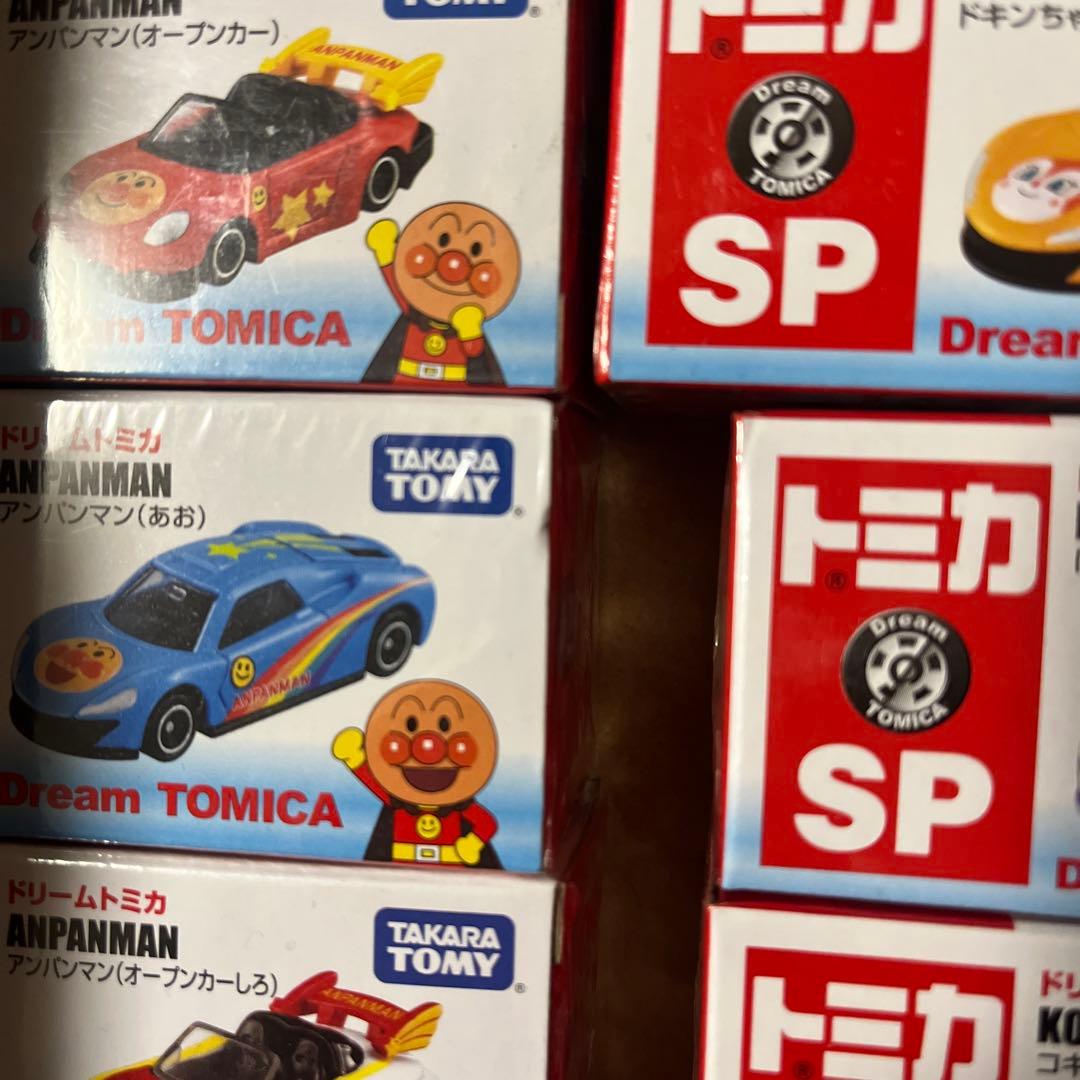 ANPANMAN
TOMY
アンパンマン(オープンカー)
ANPANMAN
Dream TOMICA
トミカ
Dream
TOMICA
SP
ドキンちゃ
Dream
ドリームトミカ
ANPANMAN
アンパンマン(あお)
TAKARA
TOMY
ANPANMAN
Dream TOMICA
トミカ
Dream
TOMICA
SP
ドリームトミカ
ANPANMAN
アンパンマン(オープンカーしろ)
TAKARA
TOMY
ANPANMAN
トミカ
KO
コキ